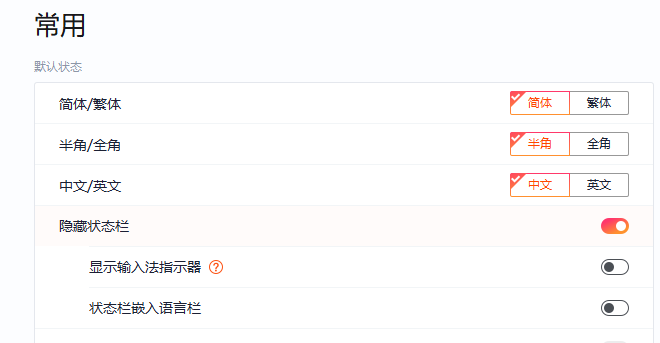 常用
默认状态
简体/繁体 简体 繁体
半角/全角 半角 全角
中文/英文 中文 英文
隐藏状态栏
显示输入法指示器 ?
状态栏嵌入语言栏